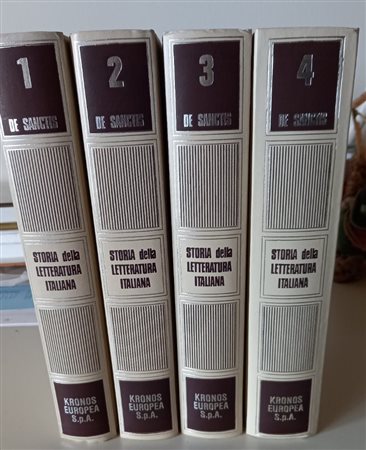 1
DE SANCTIS
STORIA della
LETTERATURA
ITALIANA
KRONOS
EUROPEA
S.p.A.
2
DE SANCTIS
STORIA della
LETTERATURA
ITALIANA
KRONOS
EUROPEA
S.p.A.
3
DE SANCTIS
STORIA della
LETTERATURA
ITALIANA
KRONOS
EUROPEA
S.p.A.
4
DE SANCTIS
STORIA della
LETTERATURA
ITALIANA
KRONOS
EUROPEA
S.p.A.